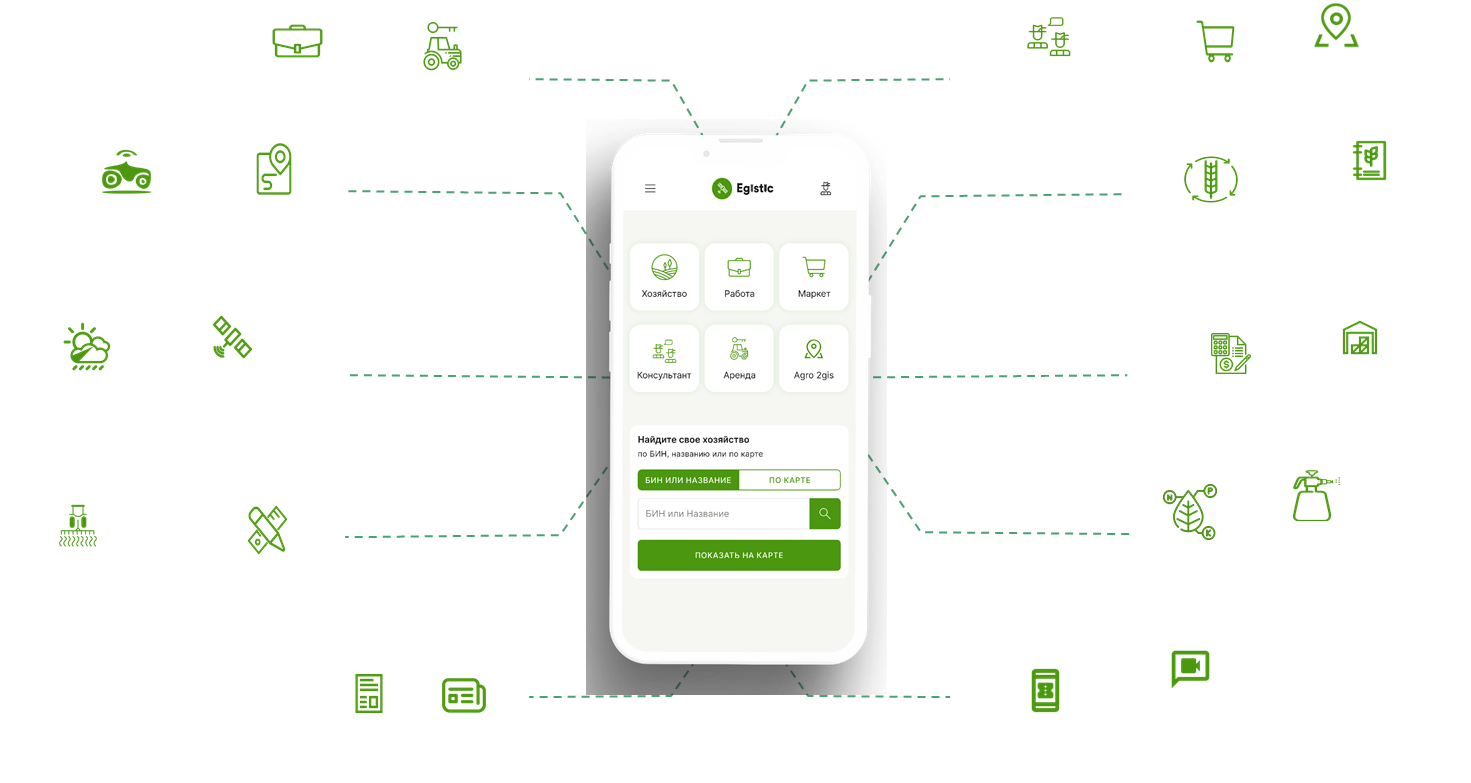 Egistic
Хозяйство
Работа
Маркет
Консультант
Аренда
Agro 2gis
Найдите свое хозяйство
по БИН, названию или по карте
БИН ИЛИ НАЗВАНИЕ
ПО КАРТЕ
БИН или Название
ПОКАЗАТЬ НА КАРТЕ
N
P
K
$